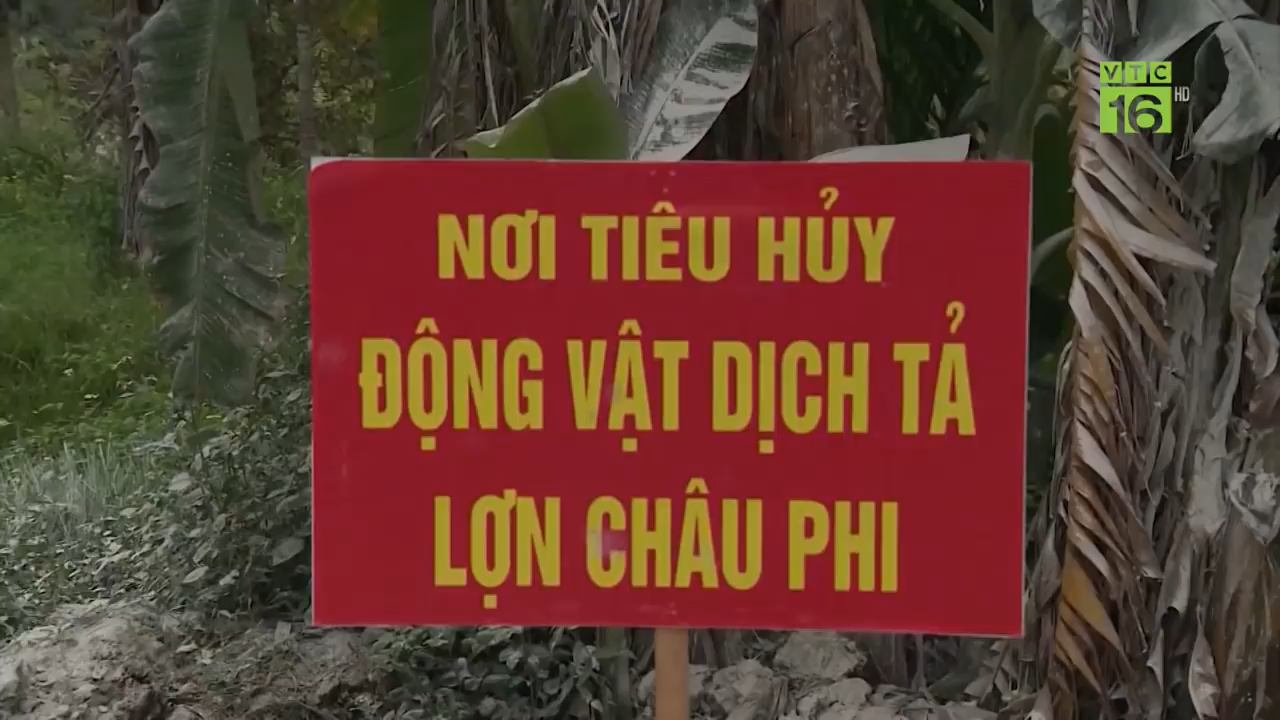 VTC
16 HD
NƠI TIÊU HỦY
ĐỘNG VẬT DỊCH TẢ
LỢN CHÂU PHI